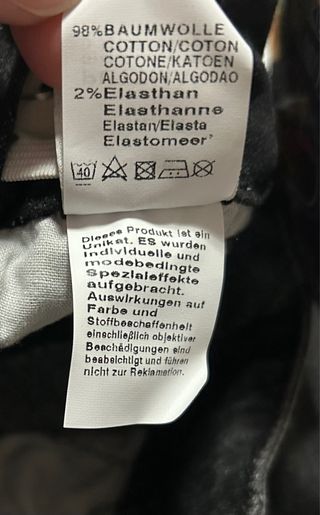 98% BAUMWOLLE
COTTON/COTON
COTONE/KATOEN
ALGODON/ALGODAO
2% Elasthan
Elasthanne
Elastan/Elasta
Elastomeer
40
Dieses Produkt ist ein
Unikat. ES wurden
Individuelle und
modebedingte
Spezialeffekte
aufgebracht.
Auswirkungen auf
Farbe und
Stoffbeschaffenheit
einschließlich objektiver
Beschädigungen sind
beabeichtigt und führen
nicht zur Reklamation.